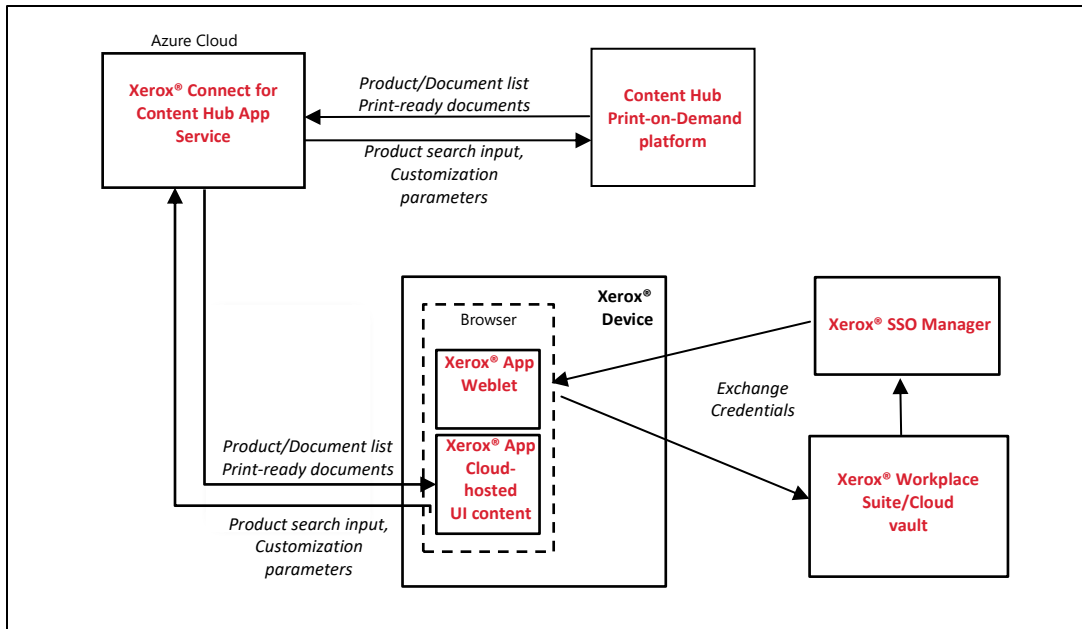 Azure Cloud
Xerox® Connect for
Content Hub App
Service
Product/Document list
Print-ready documents
Product search input,
Customization
parameters
Content Hub
Print-on-Demand
platform
Xerox®
Device
Browser
Xerox® App
Weblet
Xerox® App
Cloud-
hosted
UI content
Product/Document list
Print-ready documents
Product search input,
Customization
parameters
Xerox® SSO Manager
Exchange
Credentials
Xerox® Workplace
Suite/Cloud
vault